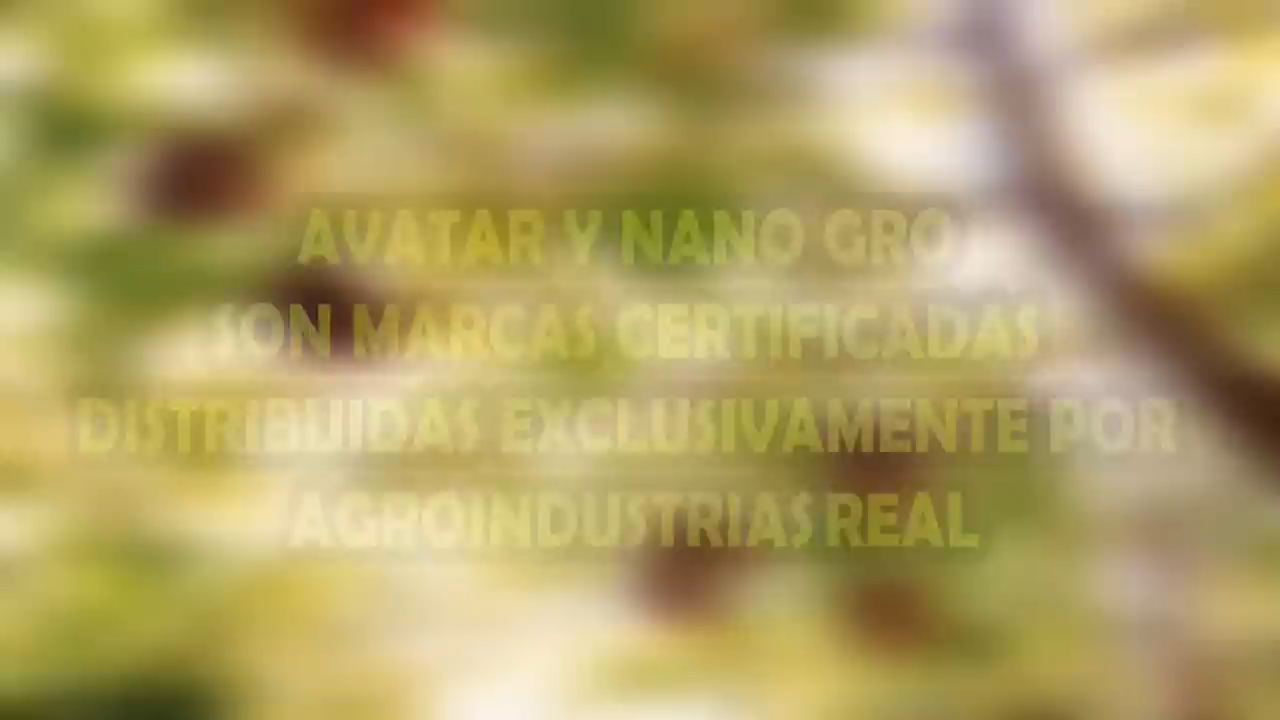 AVATAR Y NANO GRO
SON MARCAS CERTIFICADAS
DISTRIBUIDAS EXCLUSIVAMENTE POR
AGROINDUSTRIAS REAL